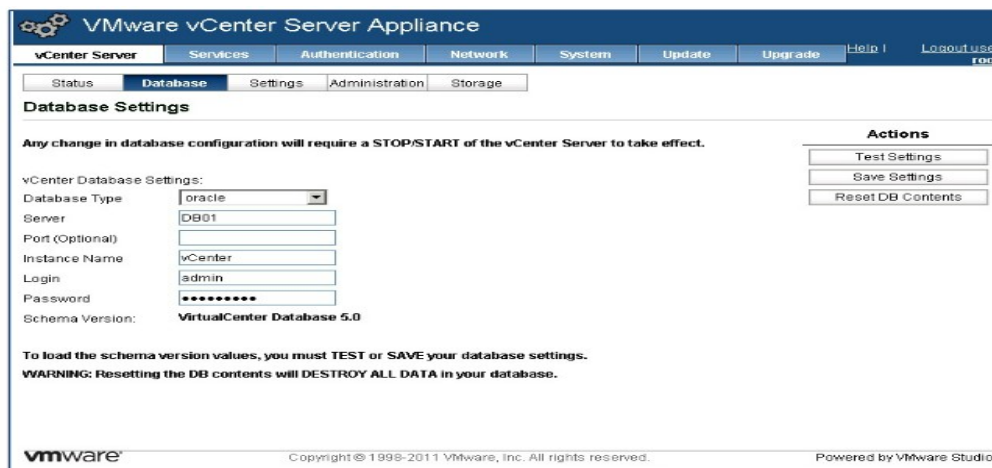 VMware vCenter Server Appliance
vCenter Server Services Authentication Network System Update Upgrade Help | Logout use
roo
Status Database Settings Administration Storage
Database Settings
Any change in database configuration will require a STOP/START of the vCenter Server to take effect.
Actions
Test Settings
Save Settings
Reset DB Contents
vCenter Database Settings:
Database Type oracle
Server DB01
Port (Optional)
Instance Name vCenter
Login admin
Password •••••••••
Schema Version: VirtualCenter Database 5.0
To load the schema version values, you must TEST or SAVE your database settings.
WARNING: Resetting the DB contents will DESTROY ALL DATA in your database.
vmware Copyright © 1998-2011 VMware, Inc. All rights reserved. Powered by VMware Studio